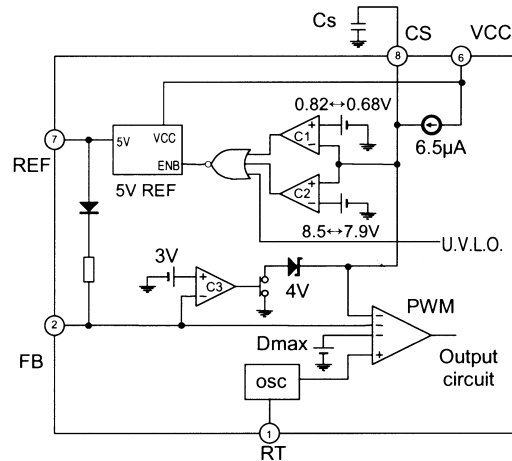 Cs
CS
VCC
8
6
0.82↔0.68V
7
5V
VCC
C1
6.5µA
REF
ENB
5V REF
C2
8.5↔7.9V
U.V.L.O.
3V
C3
4V
PWM
2
FB
Dmax
Output
circuit
OSC
1
RT